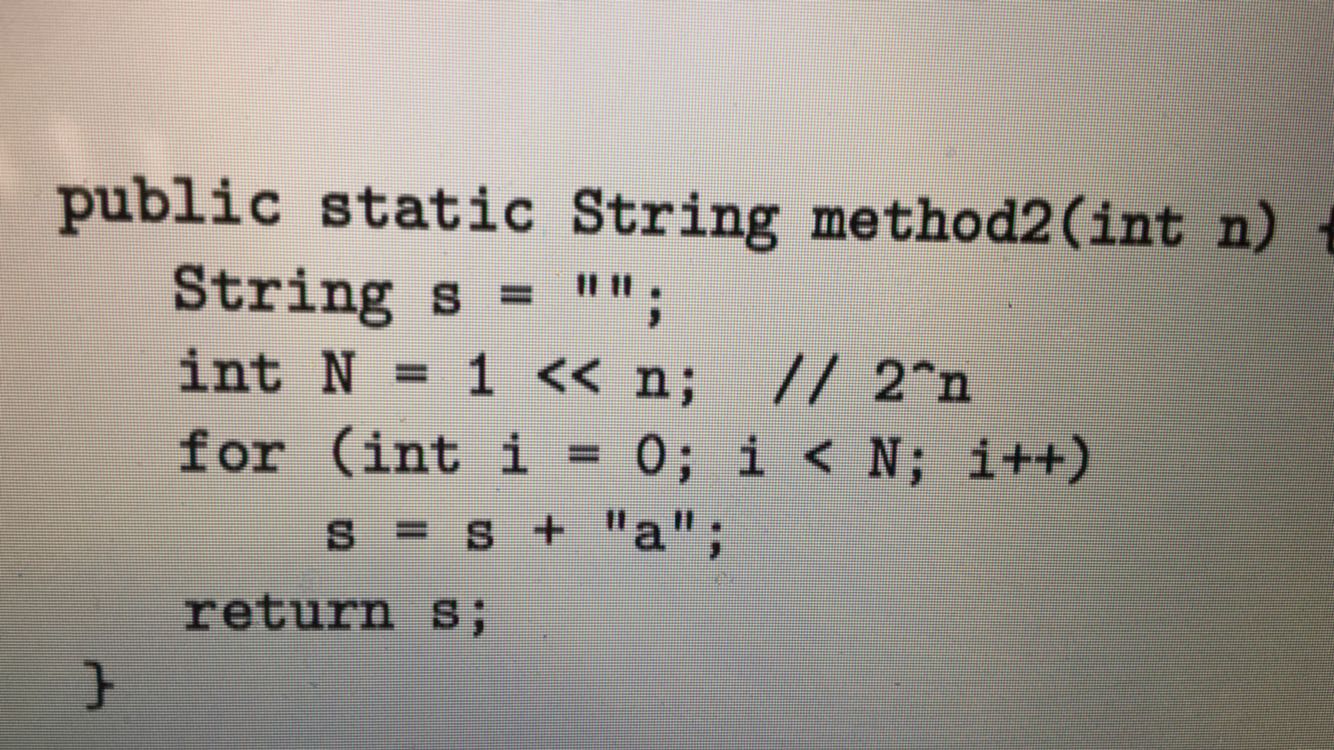 public static String method2(int n) {
String s = "";
int N = 1 << n; // 2^n
for (int i = 0; i < N; i++)
s = s + "a";
return s;
}